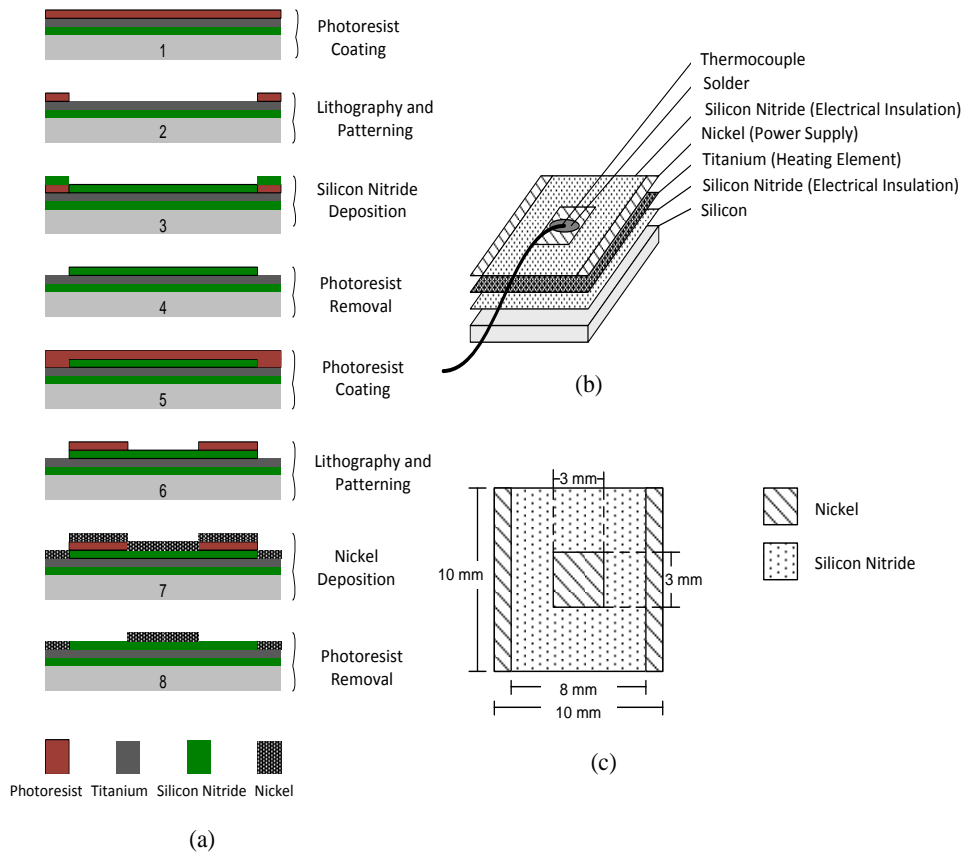 Photoresist
Coating
1
Lithography and
Patterning
2
Silicon Nitride
Deposition
3
Photoresist
Removal
4
Photoresist
Coating
5
Lithography and
Patterning
6
Nickel
Deposition
7
Photoresist
Removal
8
Photoresist
Titanium
Silicon Nitride
Nickel
(a)
Thermocouple
Solder
Silicon Nitride (Electrical Insulation)
Nickel (Power Supply)
Titanium (Heating Element)
Silicon Nitride (Electrical Insulation)
Silicon
(b)
3 mm
10 mm
3 mm
8 mm
10 mm
Nickel
Silicon Nitride
(c)